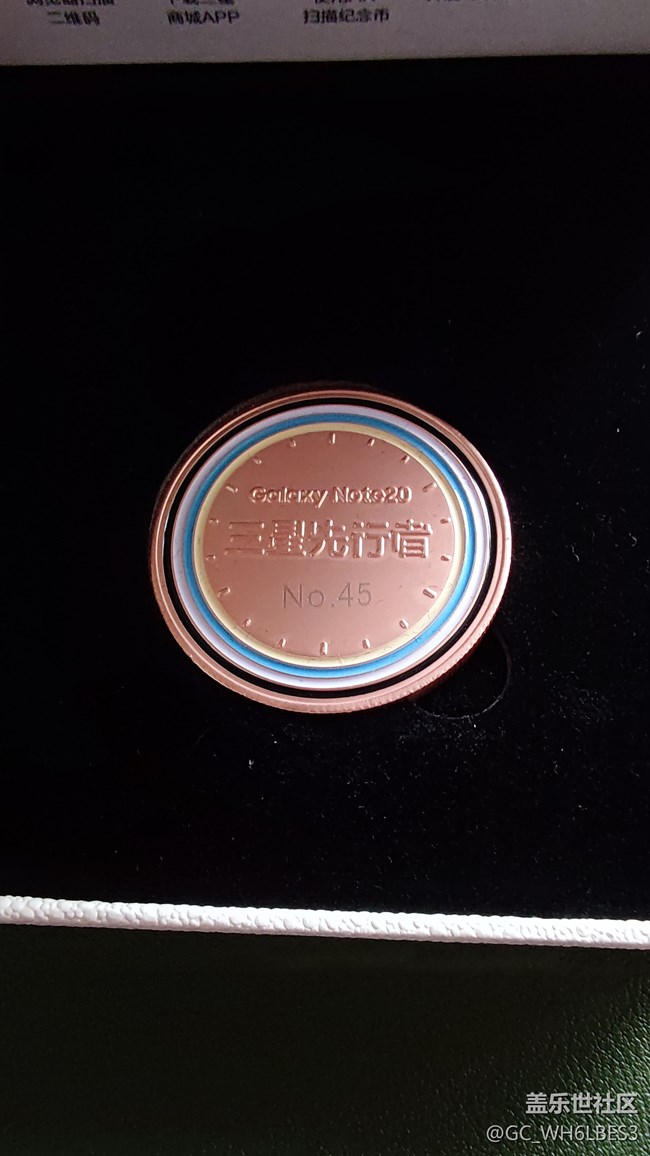 二维码 商城APP 扫描纪念币
Galaxy Note20
三星先行者
No.45
盖乐世社区
@GC_WH6LBES3